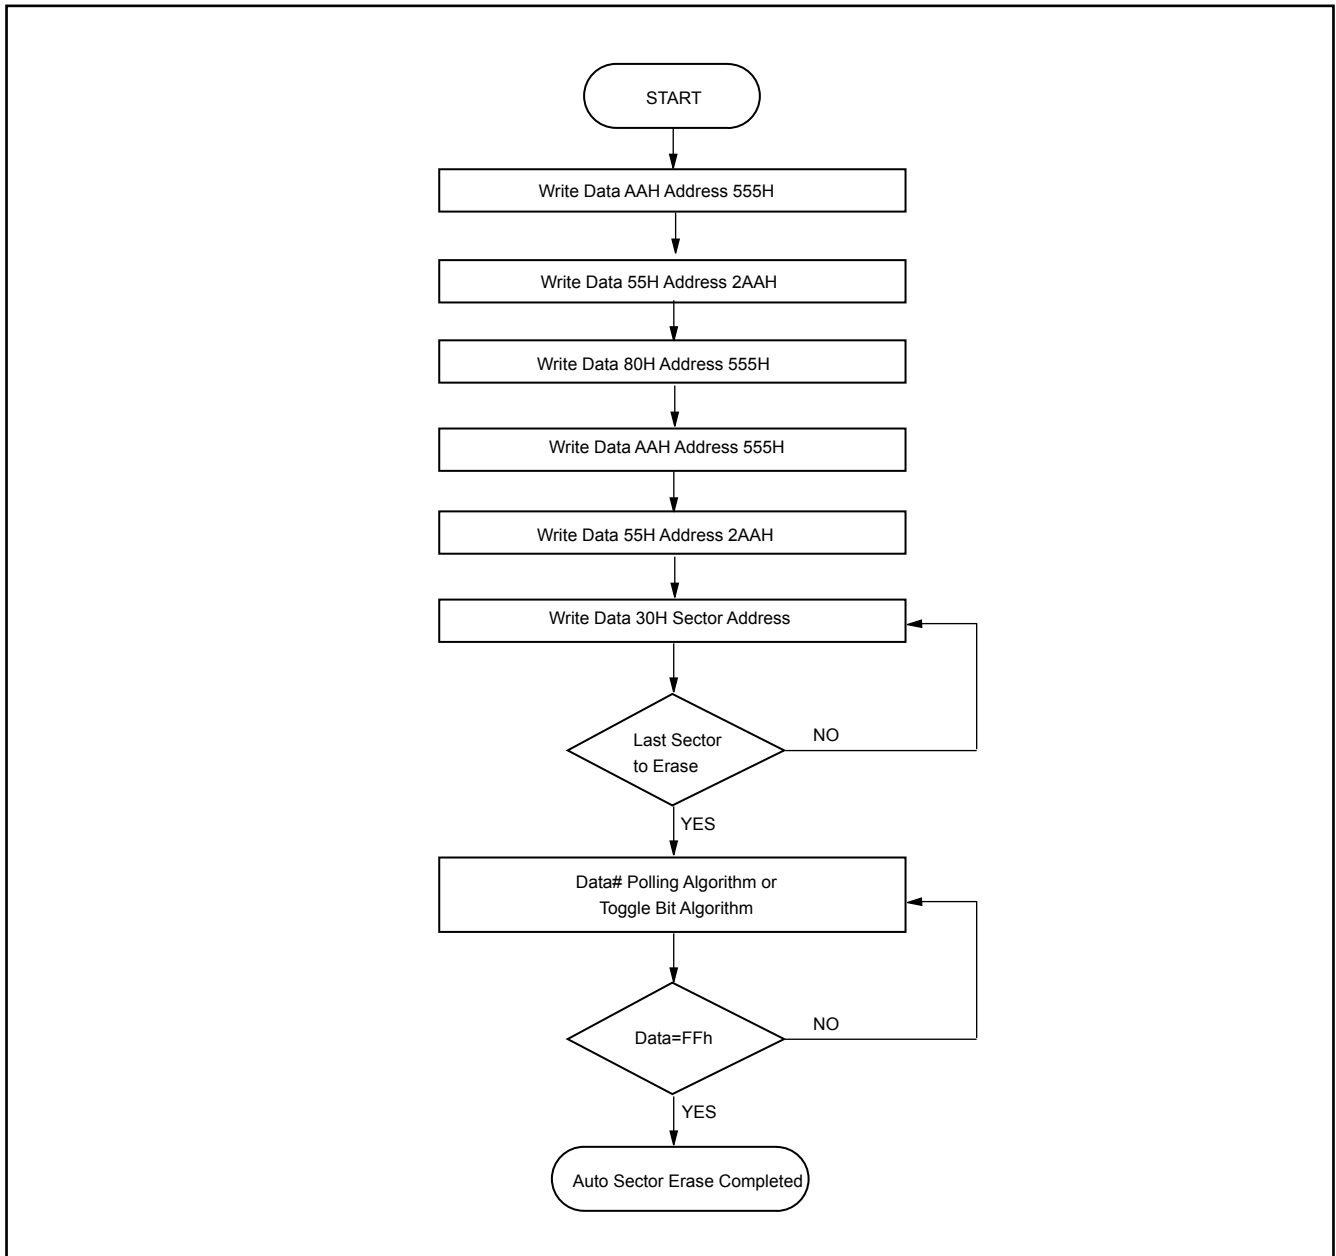 START
Write Data AAH Address 555H
Write Data 55H Address 2AAH
Write Data 80H Address 555H
Write Data AAH Address 555H
Write Data 55H Address 2AAH
Write Data 30H Sector Address
Last Sector
to Erase
NO
YES
Data# Polling Algorithm or
Toggle Bit Algorithm
Data=FFh
NO
YES
Auto Sector Erase Completed